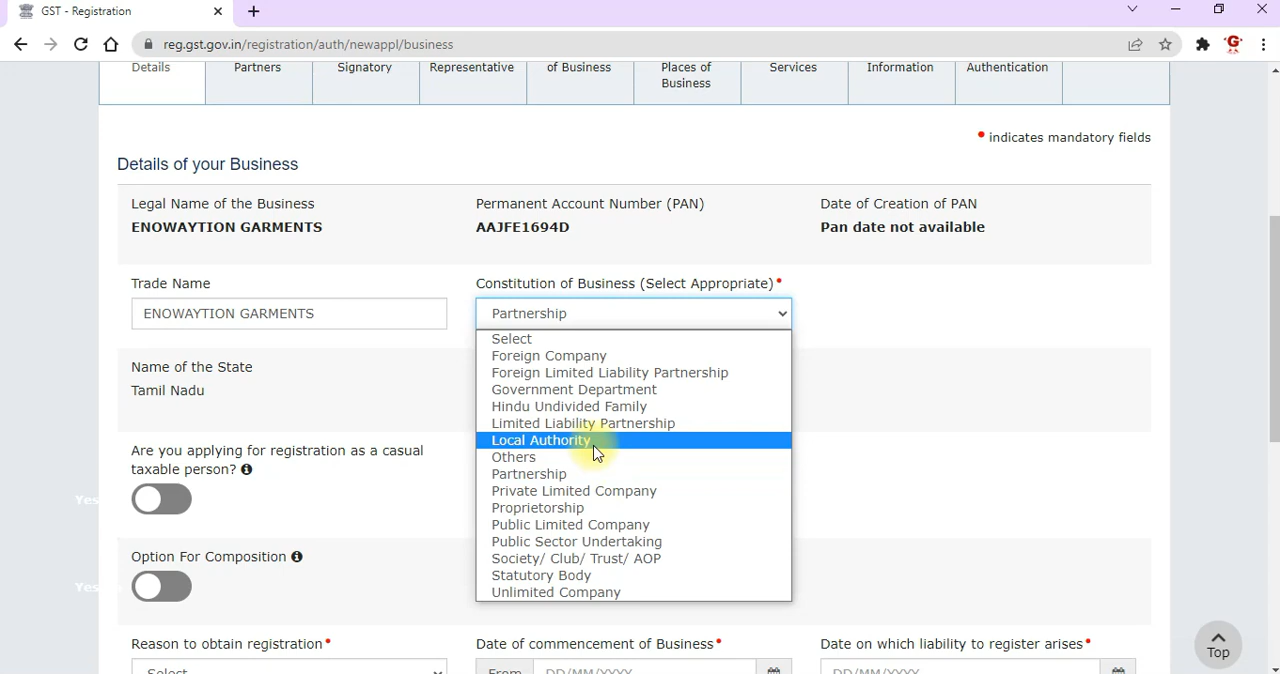 GST - Registration
reg.gst.gov.in/registration/auth/newappl/business
Details
Partners
Signatory
Representative
of Business
Places of
Business
Services
Information
Authentication
• indicates mandatory fields
Details of your Business
Legal Name of the Business
ENOWAYTION GARMENTS
Permanent Account Number (PAN)
AAJFE1694D
Date of Creation of PAN
Pan date not available
Trade Name
ENOWAYTION GARMENTS
Constitution of Business (Select Appropriate)•
Partnership
Select
Foreign Company
Foreign Limited Liability Partnership
Government Department
Hindu Undivided Family
Limited Liability Partnership
Local Authority
Others
Partnership
Private Limited Company
Proprietorship
Public Limited Company
Public Sector Undertaking
Society/ Club/ Trust/ AOP
Statutory Body
Unlimited Company
Name of the State
Tamil Nadu
Are you applying for registration as a casual
taxable person?
Yes
Option For Composition
Yes
Reason to obtain registration•
Select
Date of commencement of Business•
From DD/MM/YYYY
Date on which liability to register arises•
DD/MM/YYYY
Top